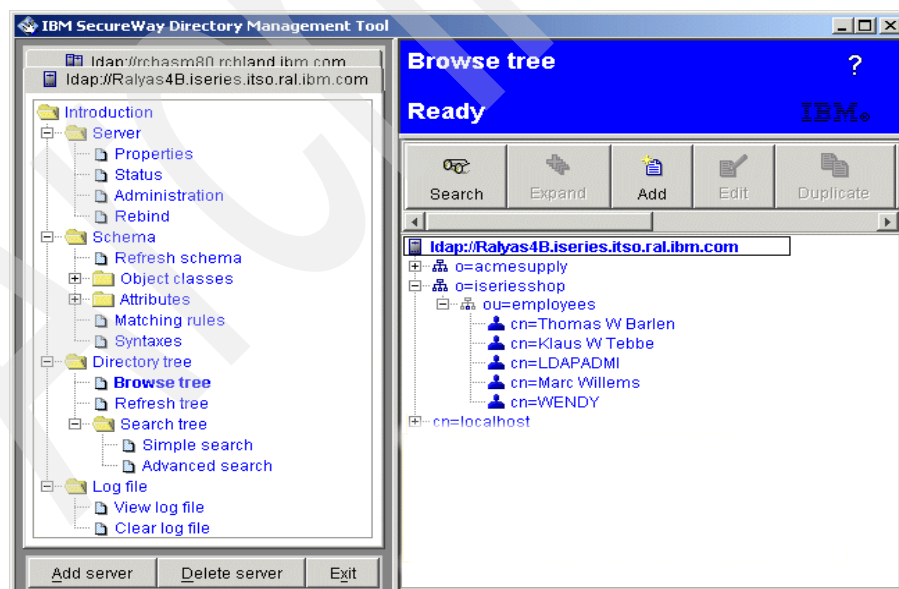 IBM SecureWay Directory Management Tool
ldap://rchasm80.rchland.ibm.com
ldap://Ralyas4B.iseries.itso.ral.ibm.com
Introduction
Server
Properties
Status
Administration
Rebind
Schema
Refresh schema
Object classes
Attributes
Matching rules
Syntaxes
Directory tree
Browse tree
Refresh tree
Search tree
Simple search
Advanced search
Log file
View log file
Clear log file
Add server Delete server Exit
Browse tree ?
Ready IBM®
Search Expand Add Edit Duplicate
ldap://Ralyas4B.iseries.itso.ral.ibm.com
o=acmesupply
o=iseriesshop
ou=employees
cn=Thomas W Barlen
cn=Klaus W Tebbe
cn=LDAPADMI
cn=Marc Willems
cn=WENDY
cn=localhost